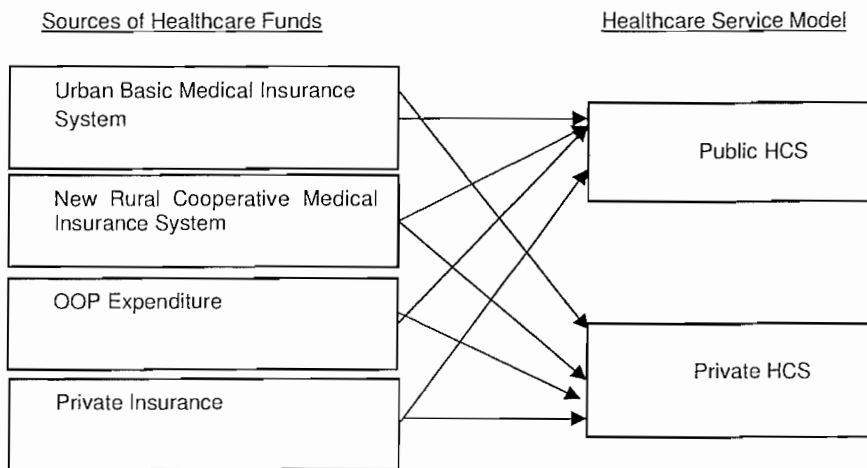 Sources of Healthcare Funds
Healthcare Service Model
Urban Basic Medical Insurance
System
New Rural Cooperative Medical
Insurance System
OOP Expenditure
Private Insurance
Public HCS
Private HCS